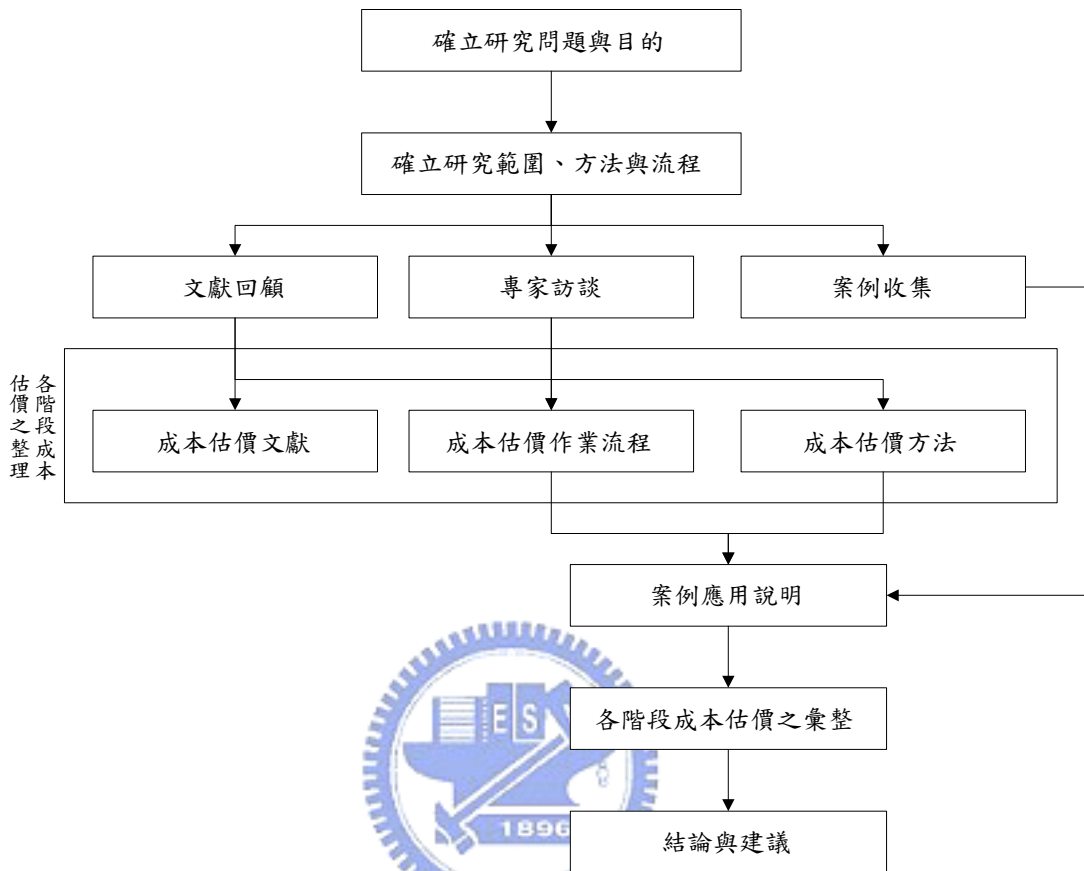 確立研究問題與目的
確立研究範圍、方法與流程
文獻回顧
專家訪談
案例收集
各階段成本
估價之整理
成本估價文獻
成本估價作業流程
成本估價方法
案例應用說明
各階段成本估價之彙整
結論與建議
ES
1896